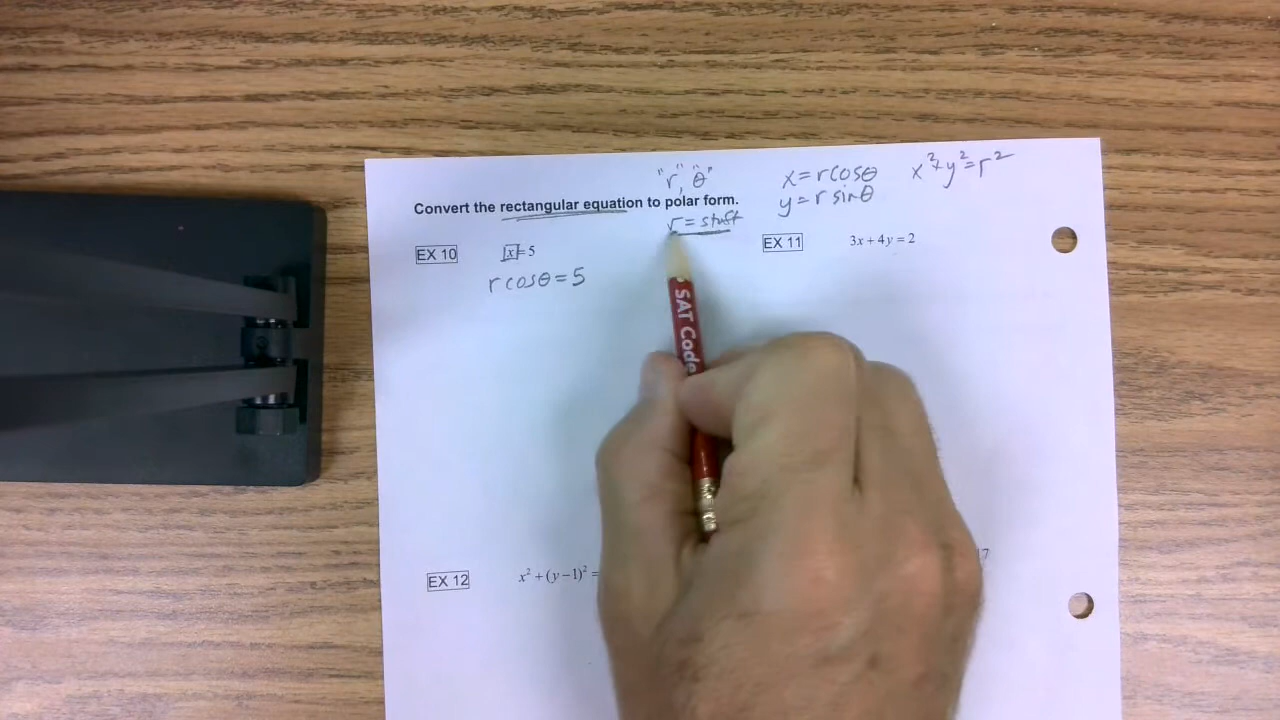 "r", "θ"
x = r cos θ
x² + y² = r²
Convert the rectangular equation to polar form.
y = r sin θ
r = stuff
EX 10
x = 5
EX 11
3x + 4y = 2
r cos θ = 5
SAT Code
EX 12
x² + (y − 1)² =
17